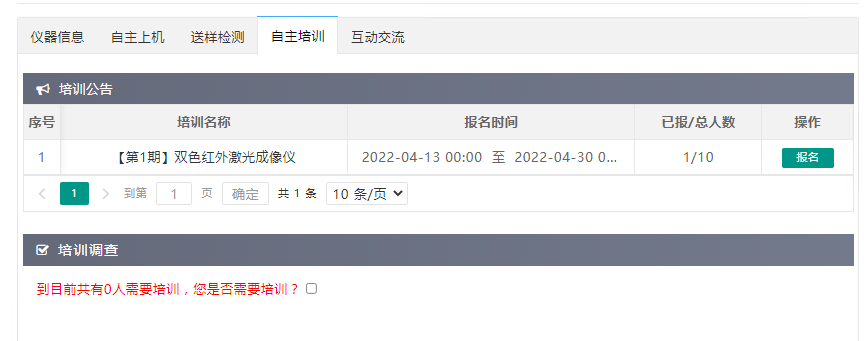 仪器信息 自主上机 送样检测 自主培训 互动交流
培训公告
序号 培训名称 报名时间 已报/总人数 操作
1 【第1期】双色红外激光成像仪 2022-04-13 00:00 至 2022-04-30 0... 1/10 报名
1 到第 1 页 确定 共 1 条 10 条/页
培训调查
到目前共有0人需要培训，您是否需要培训？